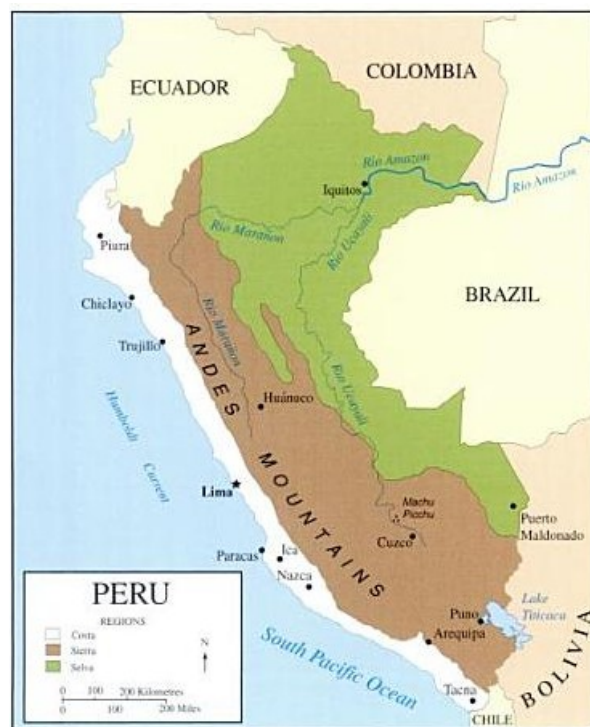 COLOMBIA
ECUADOR
Río Amazon
Iquitos
Río Amazon
Río Marañon
Río Ucayali
Piura
BRAZIL
Chiclayo
Río Marañon
Trujillo
ANDES MOUNTAINS
Río Ucayali
Huánuco
Humboldt Current
Lima
Machu
Picchu
Puerto
Maldonado
Cuzco
Paracas
Ica
Nazca
Lake
Titicaca
Puno
Arequipa
South Pacific Ocean
BOLIVIA
Tacna
CHILE
PERU
REGIONS
Costa
Sierra
Selva
N
0 100 200 Kilometres
0 100 200 Miles